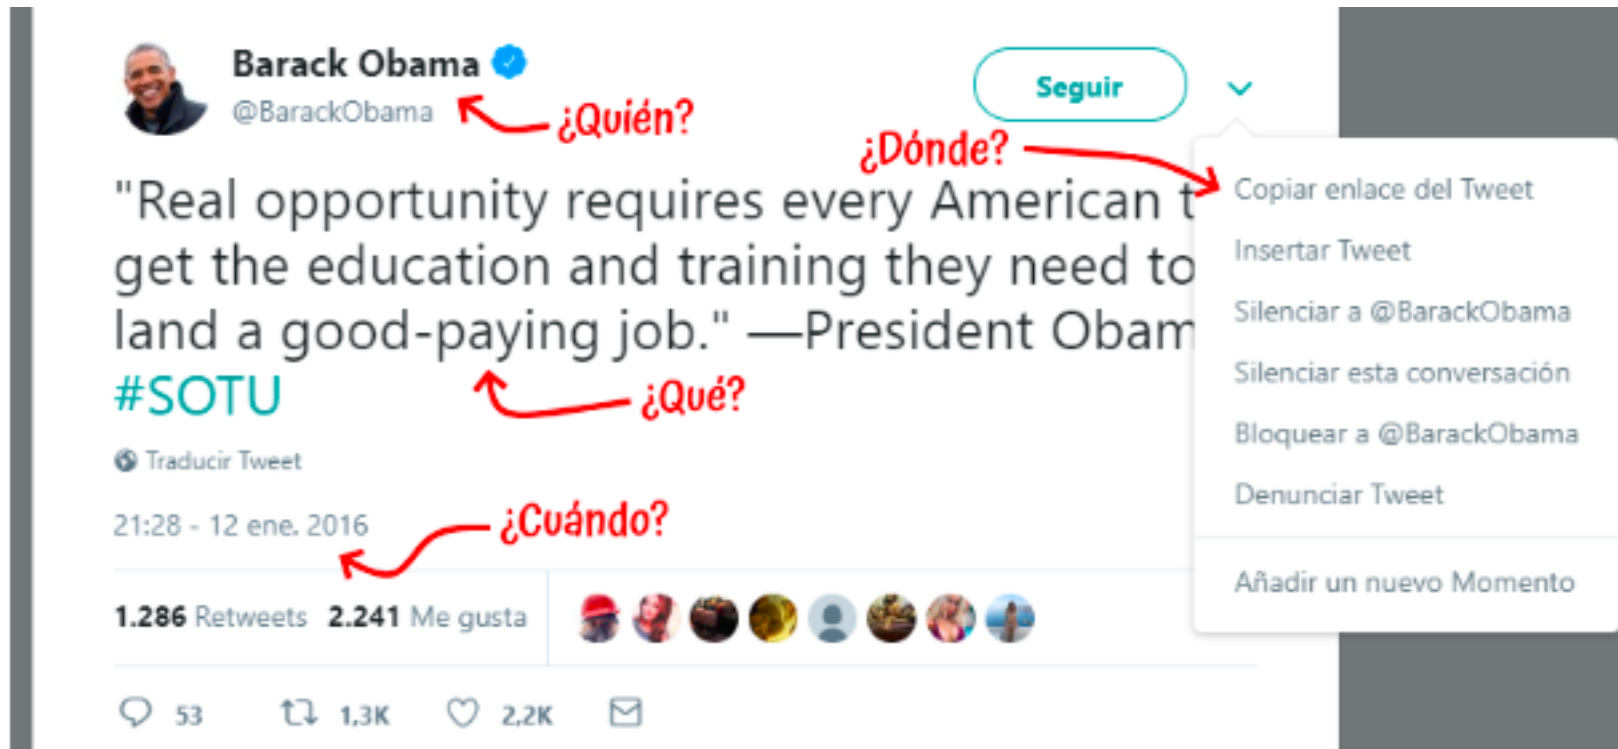 Barack Obama
@BarackObama
¿Quién?
Seguir
¿Dónde?
"Real opportunity requires every American t
get the education and training they need to
land a good-paying job." —President Obam
#SOTU
¿Qué?
Traducir Tweet
21:28 - 12 ene. 2016
¿Cuándo?
1.286 Retweets 2.241 Me gusta
53 1,3K 2,2K
Copiar enlace del Tweet
Insertar Tweet
Silenciar a @BarackObama
Silenciar esta conversación
Bloquear a @BarackObama
Denunciar Tweet
Añadir un nuevo Momento